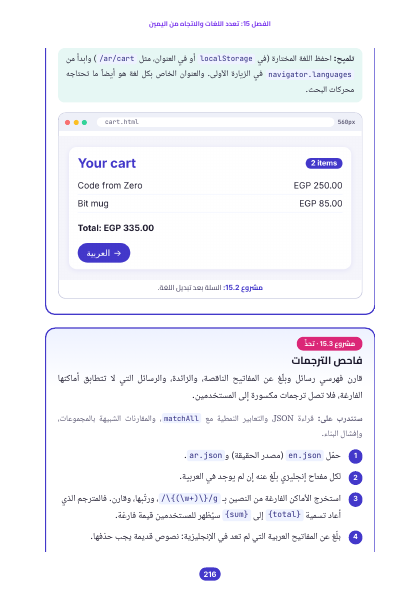 الفصل 15: تعدد اللغات والاتجاه من اليمين
تلميح: احفظ اللغة المختارة (في localStorage أو في العنوان، مثل /ar/cart) وابدأ من
navigator.languages في الزيارة الأولى. والعنوان الخاص بكل لغة هو أيضاً ما تحتاجه
محركات البحث.
cart.html 560px
Your cart 2 items
Code from Zero EGP 250.00
Bit mug EGP 85.00
Total: EGP 335.00
العربية →
مشروع 15.2: السلة بعد تبديل اللغة.
مشروع 15.3 · تحدٍّ
فاحص الترجمات
قارن فهرسي رسائل وبلّغ عن المفاتيح الناقصة، والزائدة، والرسائل التي لا تتطابق أماكنها
الفارغة، فلا تصل ترجمات مكسورة إلى المستخدمين.
ستتدرب على: قراءة JSON والتعابير النمطية مع matchAll، والمقارنات الشبيهة بالمجموعات،
وإفشال البناء.
1 حمّل en.json (مصدر الحقيقة) و ar.json.
2 لكل مفتاح إنجليزي بلّغ عنه إن لم يوجد في العربية.
3 استخرج الأماكن الفارغة من النصين بـ /\{(\w+)\}/g، ورتّبها، وقارن. فالمترجم الذي
أعاد تسمية {total} إلى {sum} سيُظهر للمستخدمين قيمة فارغة.
4 بلّغ عن المفاتيح العربية التي لم تعد في الإنجليزية: نصوص قديمة يجب حذفها.
216